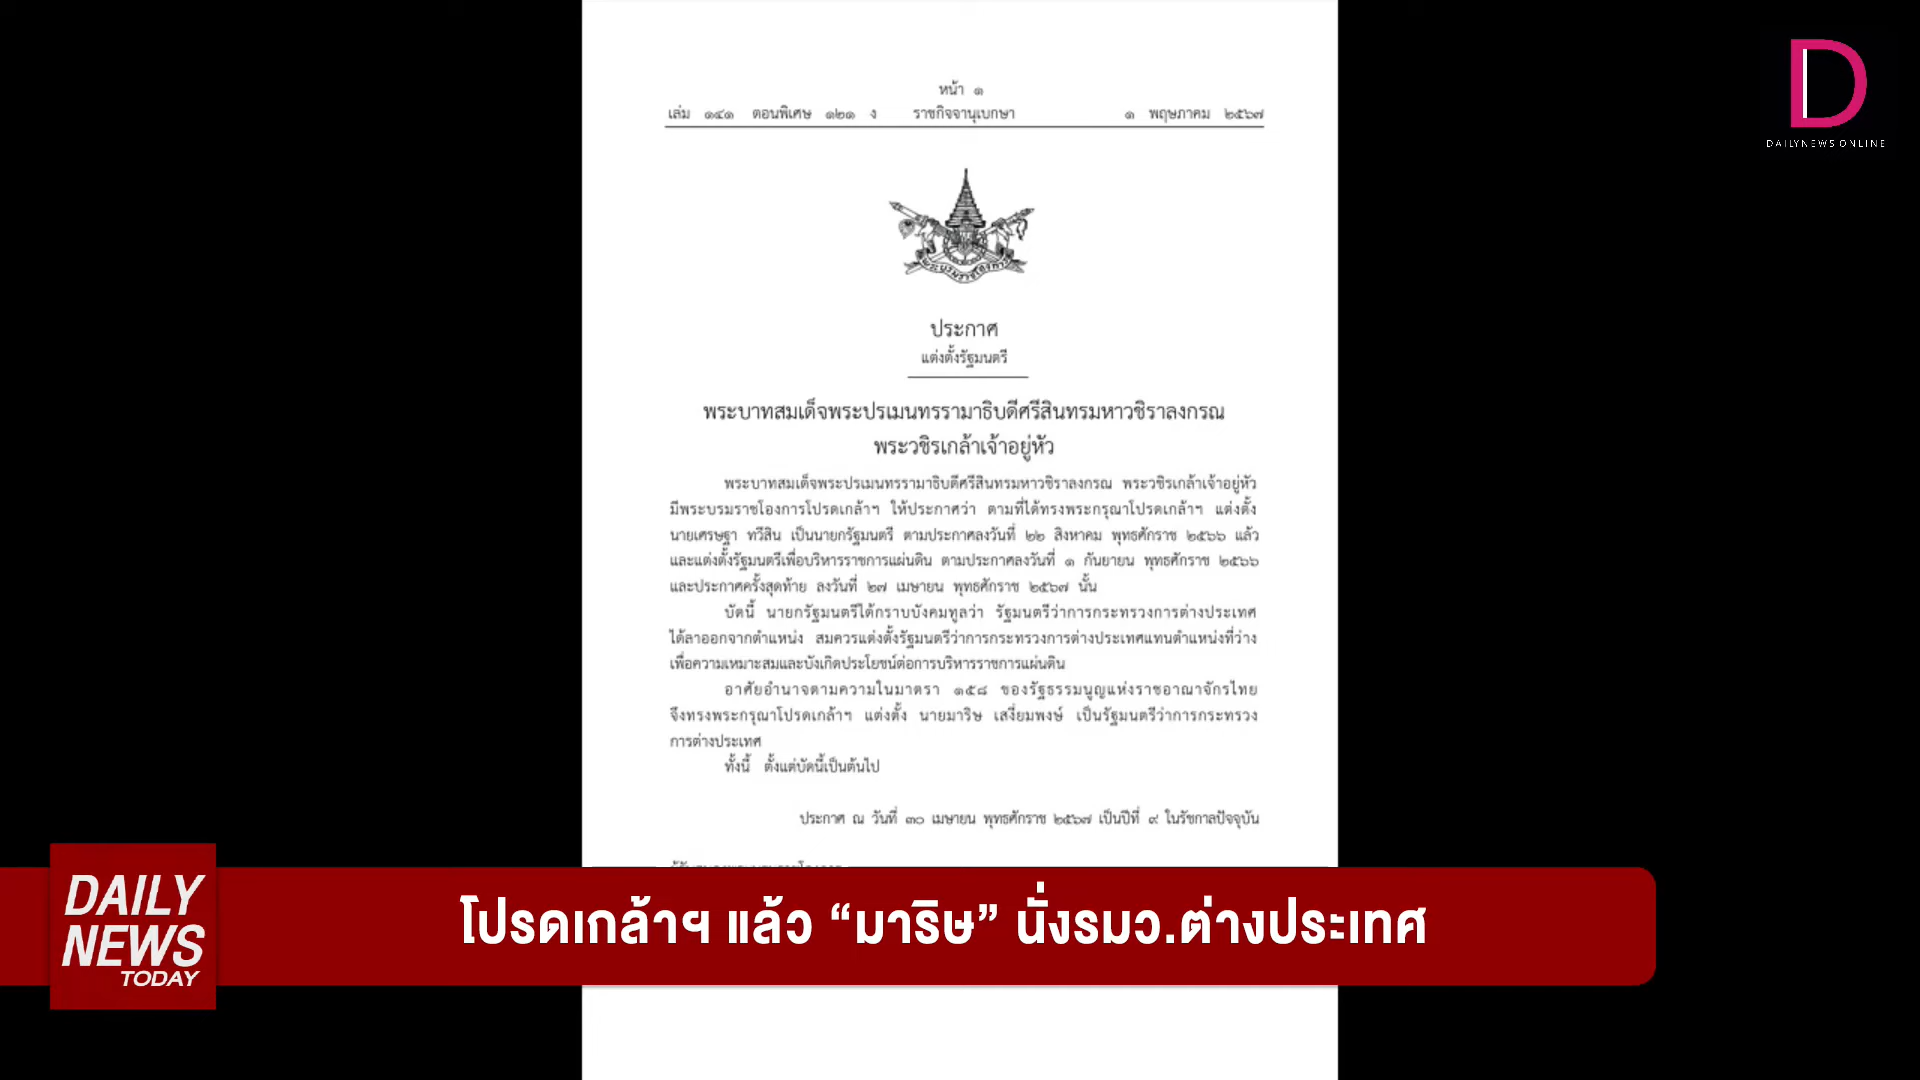 หน้า ๑
เล่ม ๑๔๑ ตอนพิเศษ ๑๒๑ ง ราชกิจจานุเบกษา ๑ พฤษภาคม ๒๕๖๗
พระบรมราชโองการ
ประกาศ
แต่งตั้งรัฐมนตรี
พระบาทสมเด็จพระปรเมนทรรามาธิบดีศรีสินทรมหาวชิราลงกรณ
พระวชิรเกล้าเจ้าอยู่หัว
พระบาทสมเด็จพระปรเมนทรรามาธิบดีศรีสินทรมหาวชิราลงกรณ พระวชิรเกล้าเจ้าอยู่หัว
มีพระบรมราชโองการโปรดเกล้าฯ ให้ประกาศว่า ตามที่ได้ทรงพระกรุณาโปรดเกล้าฯ แต่งตั้ง
นายเศรษฐา ทวีสิน เป็นนายกรัฐมนตรี ตามประกาศลงวันที่ ๒๒ สิงหาคม พุทธศักราช ๒๕๖๖ แล้ว
และแต่งตั้งรัฐมนตรีเพื่อบริหารราชการแผ่นดิน ตามประกาศลงวันที่ ๑ กันยายน พุทธศักราช ๒๕๖๖
และประกาศครั้งสุดท้าย ลงวันที่ ๒๗ เมษายน พุทธศักราช ๒๕๖๗ นั้น
บัดนี้ นายกรัฐมนตรีได้กราบบังคมทูลว่า รัฐมนตรีว่าการกระทรวงการต่างประเทศ
ได้ลาออกจากตำแหน่ง สมควรแต่งตั้งรัฐมนตรีว่าการกระทรวงการต่างประเทศแทนตำแหน่งที่ว่าง
เพื่อความเหมาะสมและบังเกิดประโยชน์ต่อการบริหารราชการแผ่นดิน
อาศัยอำนาจตามความในมาตรา ๑๕๘ ของรัฐธรรมนูญแห่งราชอาณาจักรไทย
จึงทรงพระกรุณาโปรดเกล้าฯ แต่งตั้ง นายมาริษ เสงี่ยมพงษ์ เป็นรัฐมนตรีว่าการกระทรวง
การต่างประเทศ
ทั้งนี้ ตั้งแต่บัดนี้เป็นต้นไป
ประกาศ ณ วันที่ ๓๐ เมษายน พุทธศักราช ๒๕๖๗ เป็นปีที่ ๙ ในรัชกาลปัจจุบัน
โปรดเกล้าฯ แล้ว “มาริษ” นั่งรมว.ต่างประเทศ
DAILY
NEWS
TODAY
D
DAILYNEWS ONLINE